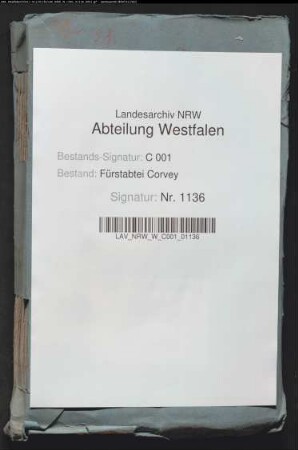 Landesarchiv NRW
Abteilung Westfalen
Bestands-Signatur: C 001
Bestand: Fürstabtei Corvey
Signatur: Nr. 1136
LAV_NRW_W_C001_01136